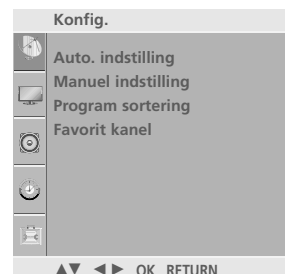 Konfig.
Auto. indstilling
Manuel indstilling
Program sortering
Favorit kanel
▲▼ ◄► OK RETURN